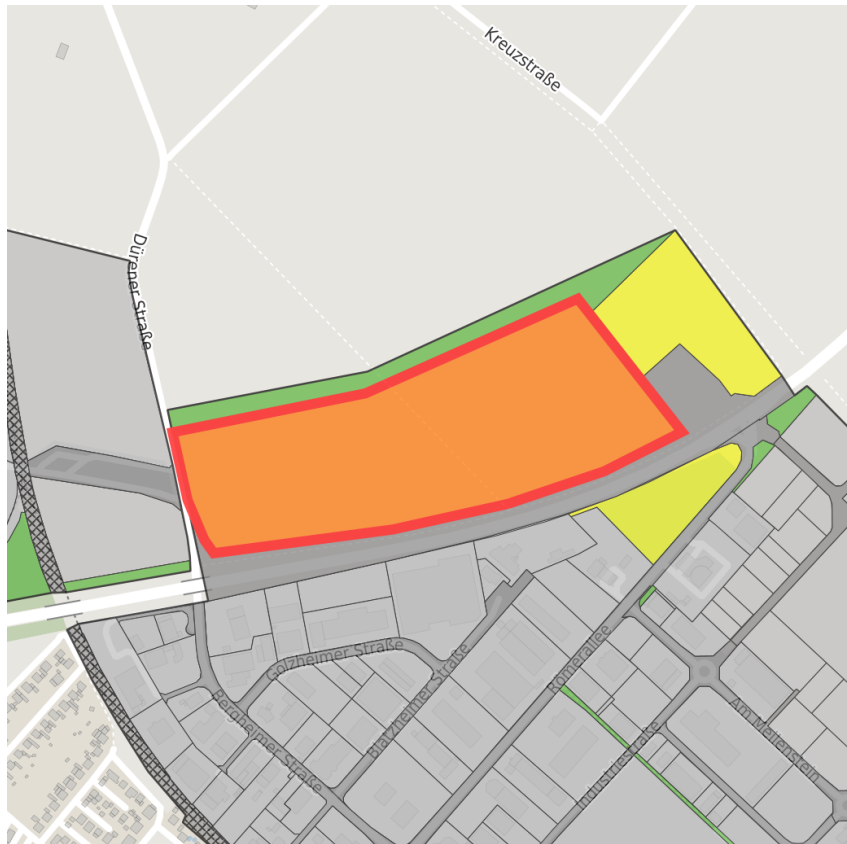 Kreuzstraße
Dürener Straße
Golzheimer Straße
Bergheimer Straße
Blatzheimer Straße
Römerallee
Industriestraße
Am Meilenstein